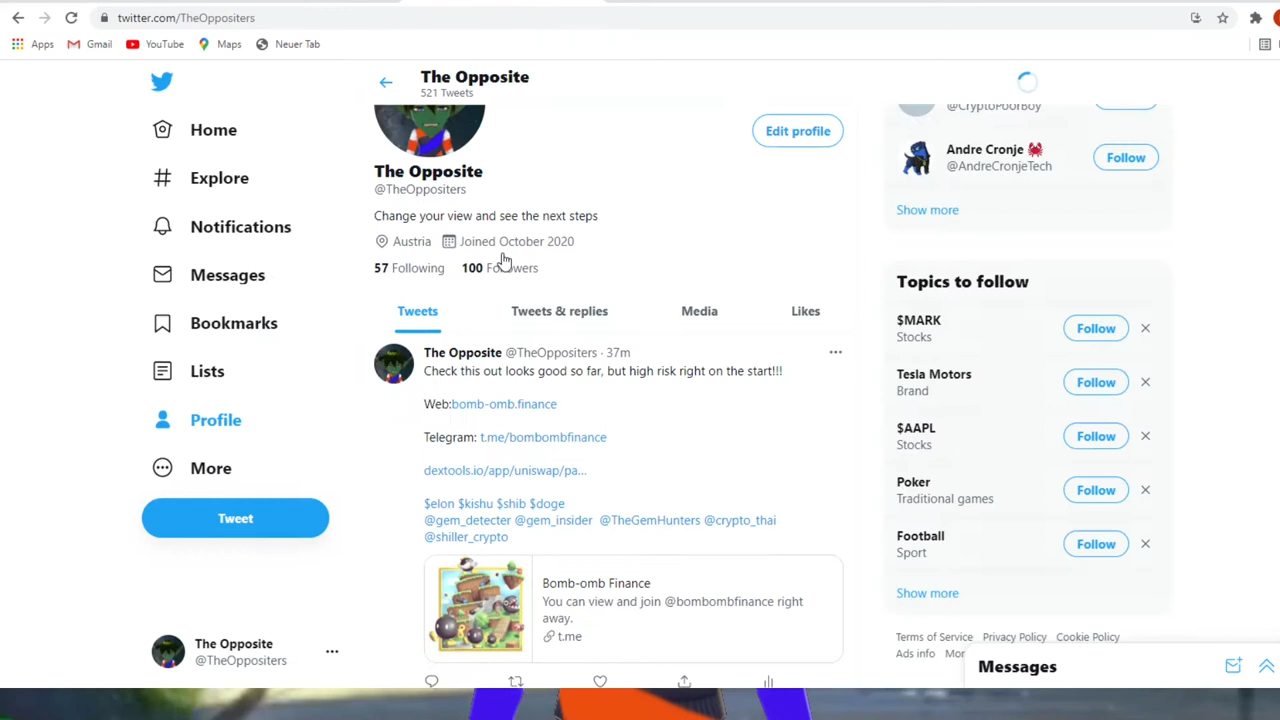 twitter.com/TheOppositers
Apps Gmail YouTube Maps Neuer Tab
The Opposite
521 Tweets
Home
Explore
Notifications
Messages
Bookmarks
Lists
Profile
More
Tweet
The Opposite
@TheOppositers
Edit profile
The Opposite
@TheOppositers
Change your view and see the next steps
Austria Joined October 2020
57 Following 100 Followers
Tweets Tweets & replies Media Likes
The Opposite @TheOppositers · 37m
Check this out looks good so far, but high risk right on the start!!!
Web:bomb-omb.finance
Telegram: t.me/bombombfinance
dextools.io/app/uniswap/pa...
$elon $kishu $shib $doge
@gem_detecter @gem_insider @TheGemHunters @crypto_thai
@shiller_crypto
Bomb-omb Finance
You can view and join @bombombfinance right
away.
t.me
@CryptoPoorBoy
Andre Cronje
@AndreCronjeTech
Follow
Show more
Topics to follow
$MARK
Stocks
Follow
Tesla Motors
Brand
Follow
$AAPL
Stocks
Follow
Poker
Traditional games
Follow
Football
Sport
Follow
Show more
Terms of Service Privacy Policy Cookie Policy
Ads info
Messages